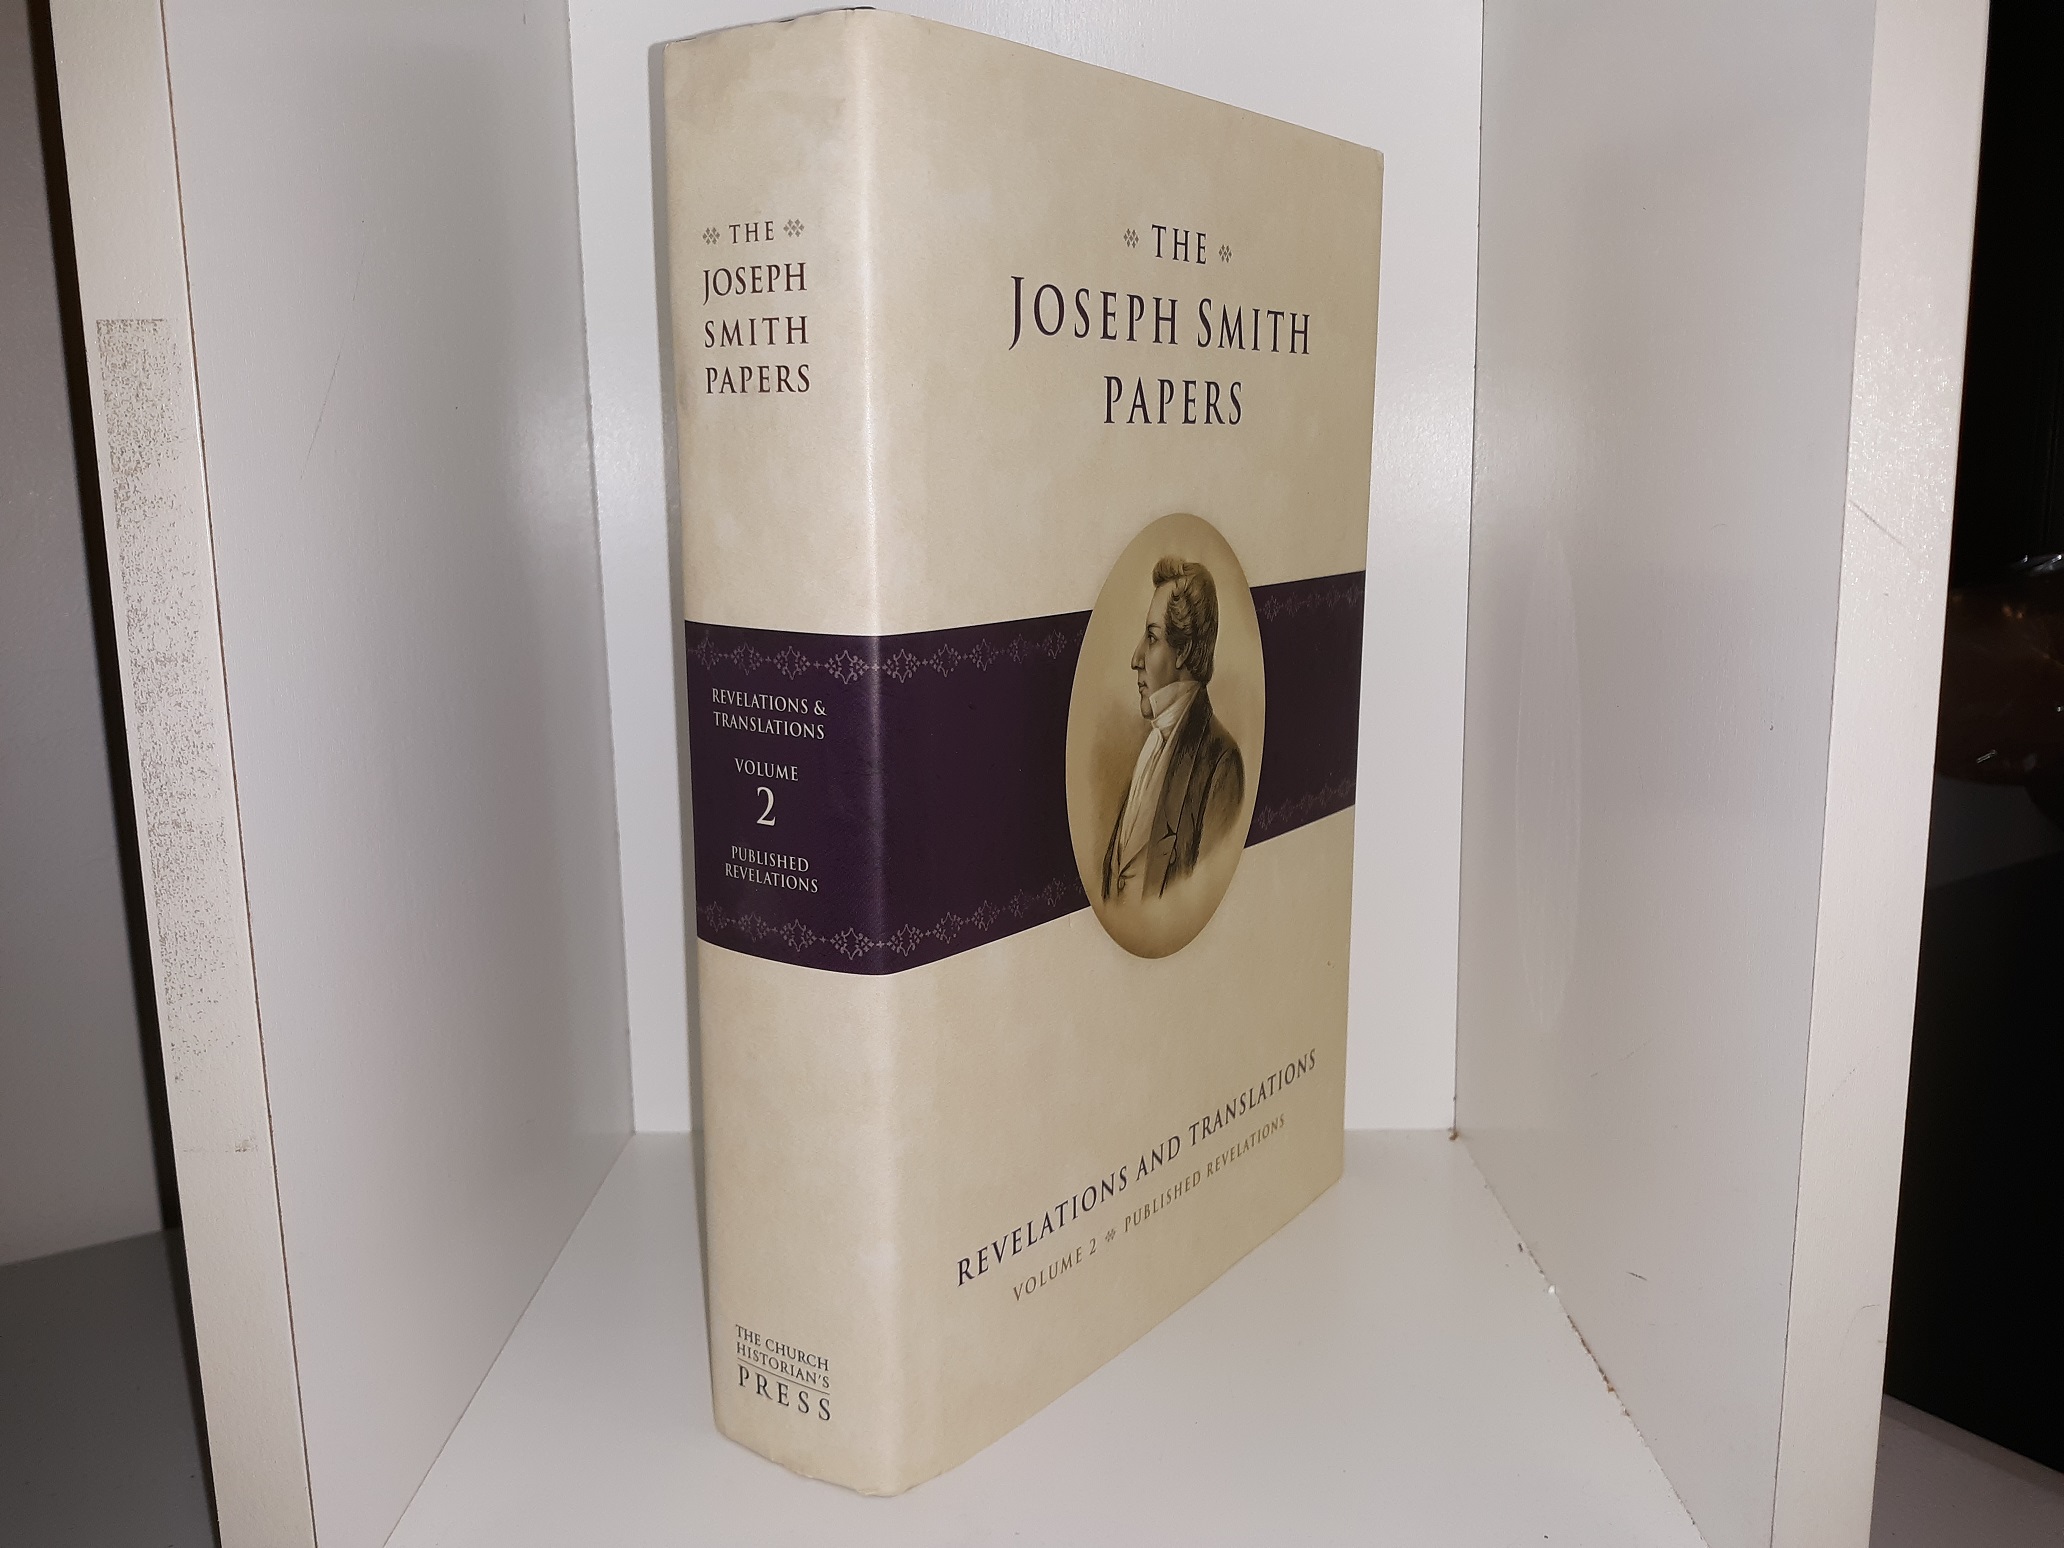 THE
JOSEPH
SMITH
PAPERS
REVELATIONS &
TRANSLATIONS
VOLUME
2
PUBLISHED
REVELATIONS
THE CHURCH
HISTORIAN'S
PRESS
THE
JOSEPH SMITH
PAPERS
REVELATIONS AND TRANSLATIONS
VOLUME 2 PUBLISHED REVELATIONS